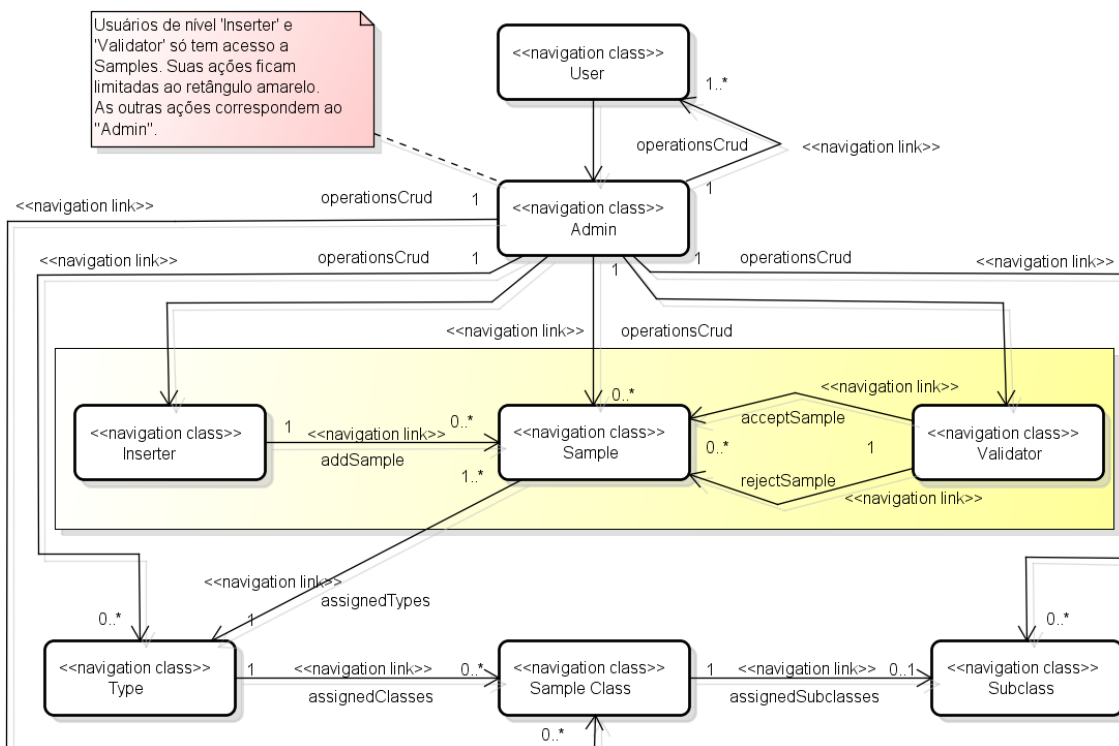 Usuários de nível 'Inserter' e
'Validator' só tem acesso a
Samples. Suas ações ficam
limitadas ao retângulo amarelo.
As outras ações correspondem ao
"Admin".
<<navigation class>>
User
1..*
operationsCrud
<<navigation link>>
1
<<navigation link>>
operationsCrud
1
<<navigation class>>
Admin
<<navigation link>>
operationsCrud
1
1
1
operationsCrud
<<navigation link>>
<<navigation link>>
operationsCrud
0..*
<<navigation class>>
Inserter
1
<<navigation link>>
0..*
addSample
<<navigation class>>
Sample
1..*
<<navigation link>>
acceptSample
0..*
1
rejectSample
<<navigation link>>
<<navigation class>>
Validator
<<navigation link>>
assignedTypes
0..*
1
0..*
<<navigation class>>
Type
1
<<navigation link>>
0..*
assignedClasses
<<navigation class>>
Sample Class
1
<<navigation link>>
0..1
assignedSubclasses
<<navigation class>>
Subclass
0..*